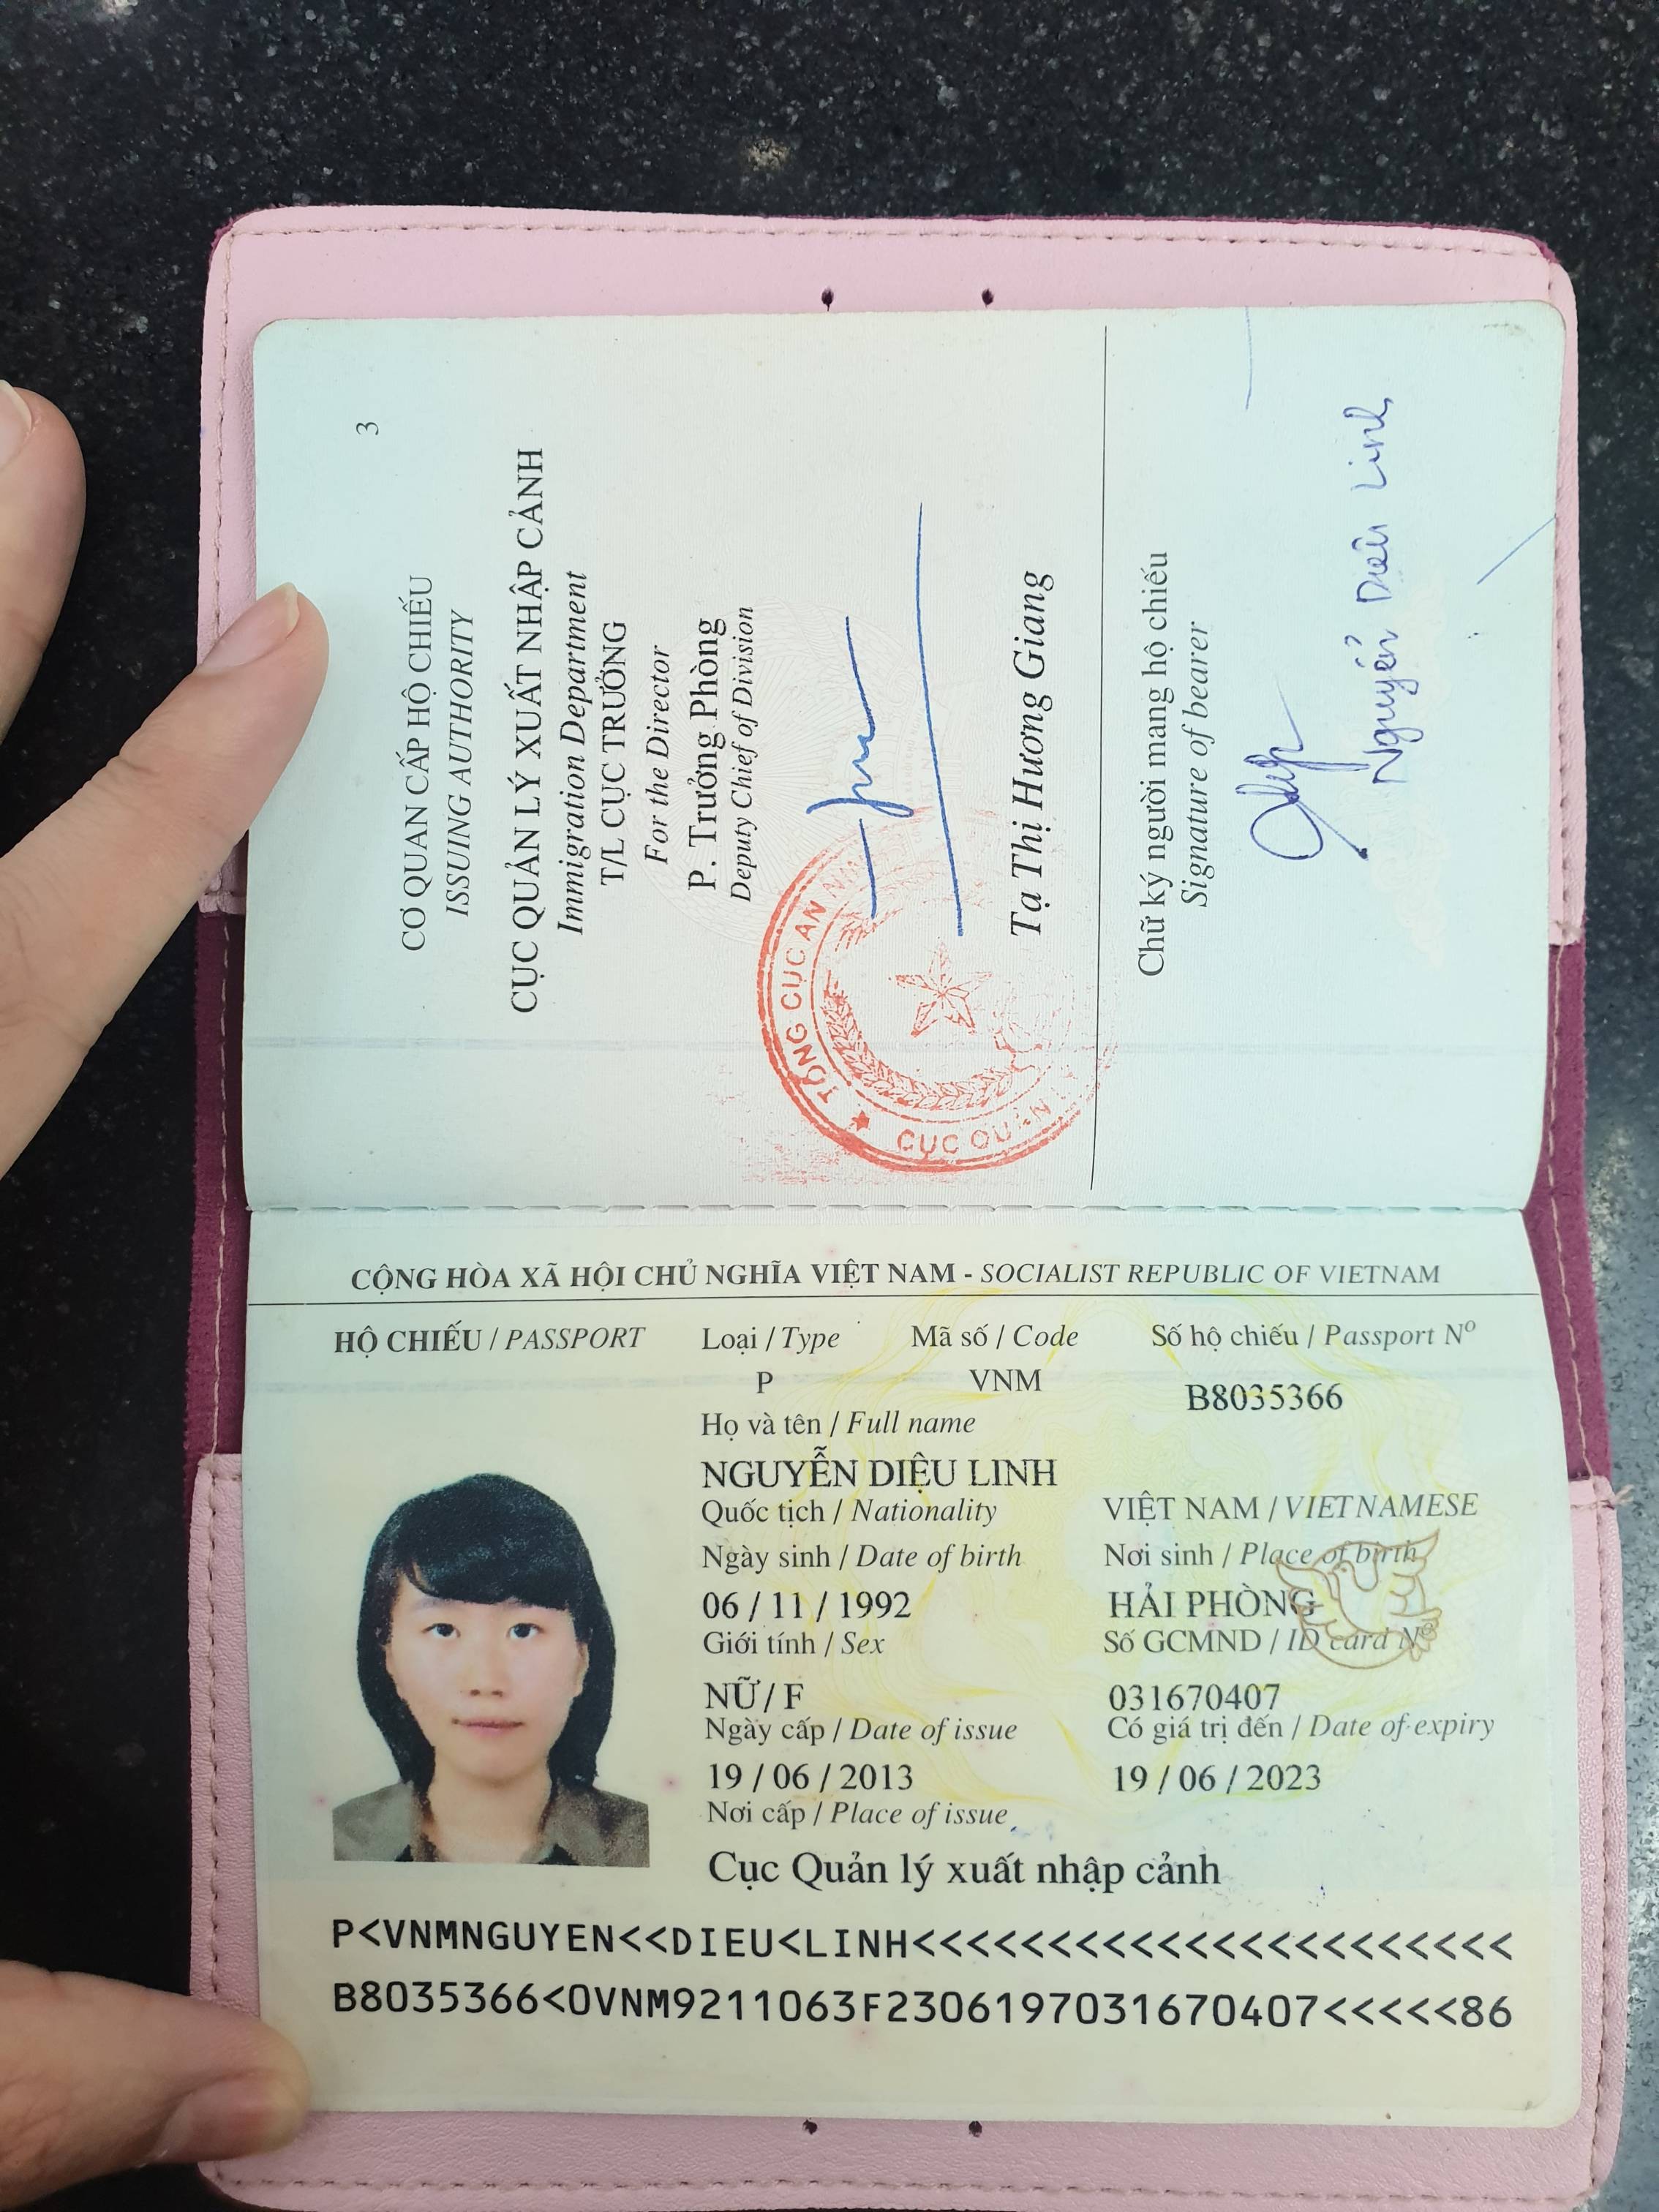 3
CƠ QUAN CẤP HỘ CHIẾU
ISSUING AUTHORITY
CỤC QUẢN LÝ XUẤT NHẬP CẢNH
Immigration Department
T/L CỤC TRƯỞNG
For the Director
P. Trưởng Phòng
Deputy Chief of Division
TỔNG CỤC AN NIN
CỤC QUẢN
Tạ Thị Hương Giang
Chữ ký người mang hộ chiếu
Signature of bearer
Nguyễn Diệu Linh
CỘNG HÒA XÃ HỘI CHỦ NGHĨA VIỆT NAM - SOCIALIST REPUBLIC OF VIETNAM
HỘ CHIẾU / PASSPORT Loại / Type Mã số / Code Số hộ chiếu / Passport Nº
P VNM B8035366
Họ và tên / Full name
NGUYỄN DIỆU LINH
Quốc tịch / Nationality VIỆT NAM / VIETNAMESE
Ngày sinh / Date of birth Nơi sinh / Place of birth
06 / 11 / 1992 HẢI PHÒNG
Giới tính / Sex Số GCMND / ID card Nº
NỮ / F 031670407
Ngày cấp / Date of issue Có giá trị đến / Date of expiry
19 / 06 / 2013 19 / 06 / 2023
Nơi cấp / Place of issue
Cục Quản lý xuất nhập cảnh
P<VNMNGUYEN<<DIEU<LINH<<<<<<<<<<<<<<<<<<<<<<
B8035366<0VNM9211063F2306197031670407<<<<<86